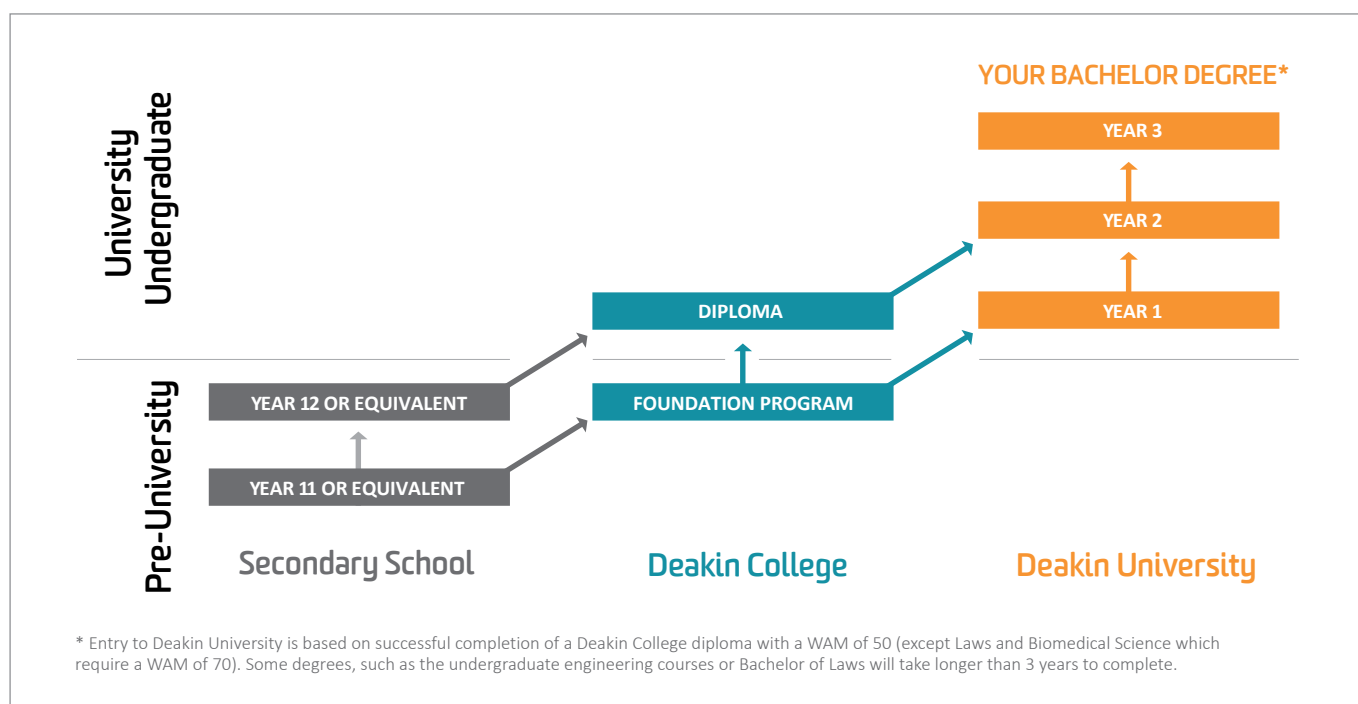 YOUR BACHELOR DEGREE*
YEAR 3
YEAR 2
YEAR 1
University
Undergraduate
DIPLOMA
Pre-University
YEAR 12 OR EQUIVALENT
FOUNDATION PROGRAM
YEAR 11 OR EQUIVALENT
Secondary School
Deakin College
Deakin University
* Entry to Deakin University is based on successful completion of a Deakin College diploma with a WAM of 50 (except Laws and Biomedical Science which
require a WAM of 70). Some degrees, such as the undergraduate engineering courses or Bachelor of Laws will take longer than 3 years to complete.